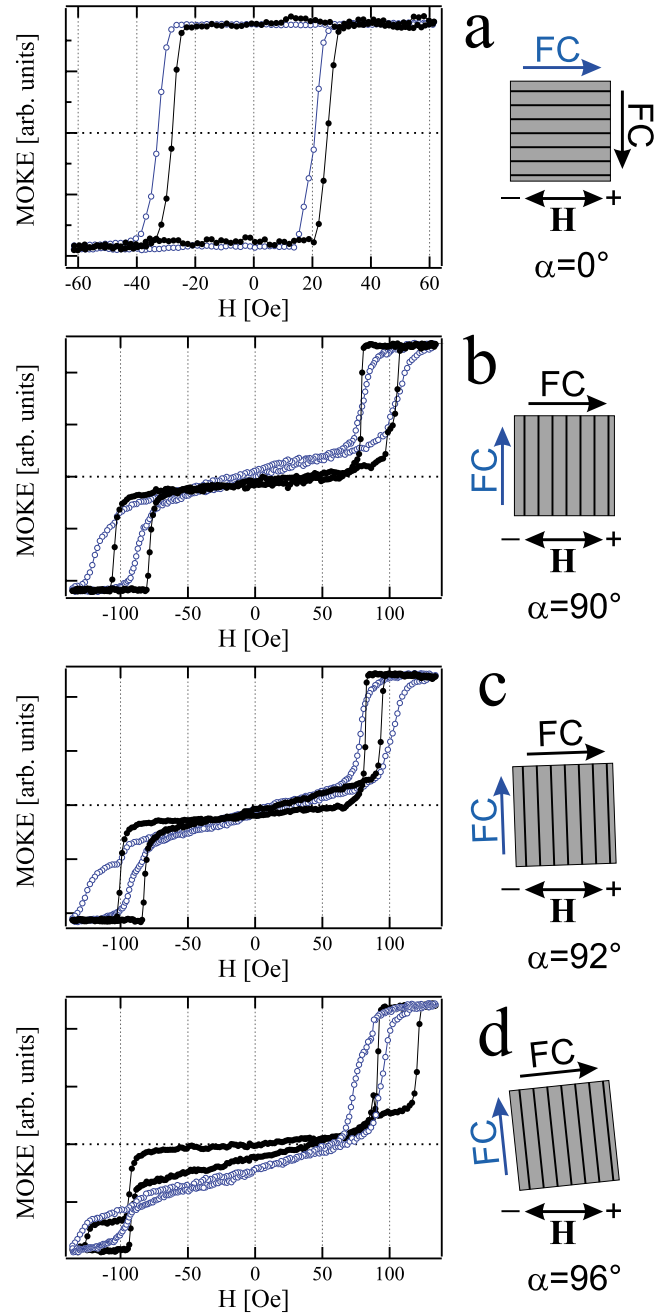 a
MOKE [arb. units]
-60 -40 -20 0 20 40 60
H [Oe]
FC
FC
− +
H
α=0°
b
MOKE [arb. units]
-100 -50 0 50 100
H [Oe]
FC
FC
− +
H
α=90°
c
MOKE [arb. units]
-100 -50 0 50 100
H [Oe]
FC
FC
− +
H
α=92°
d
MOKE [arb. units]
-100 -50 0 50 100
H [Oe]
FC
FC
− +
H
α=96°